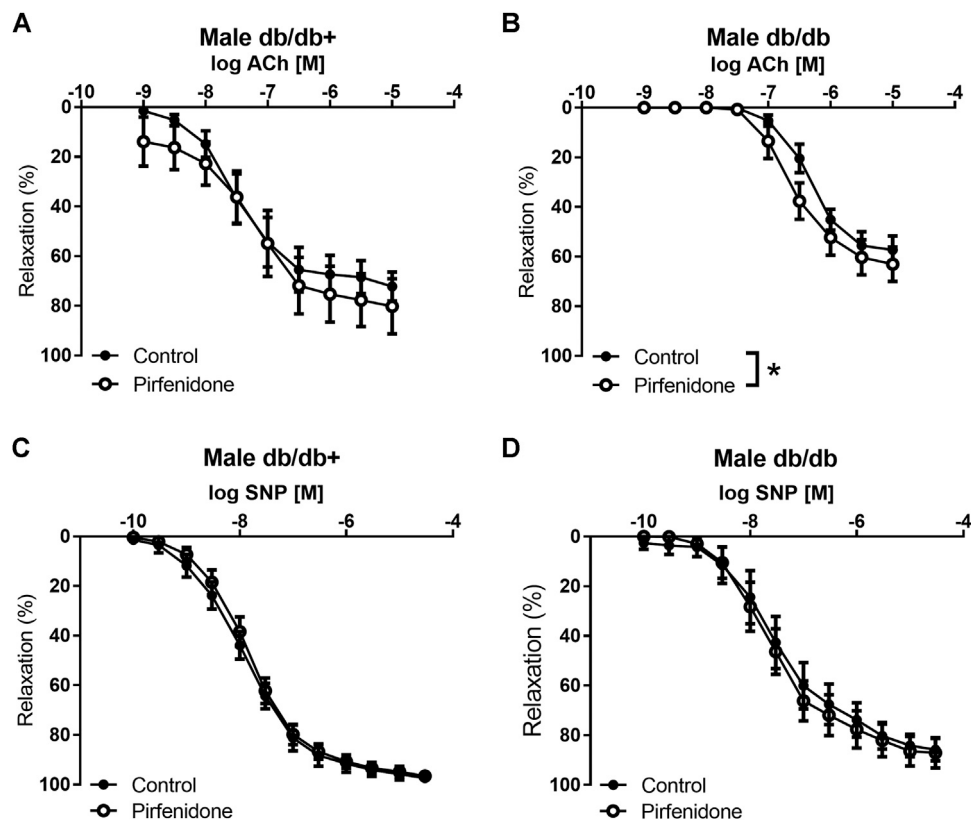 A
Male db/db+
log ACh [M]
-10 -9 -8 -7 -6 -5 -4
0
20
40
60
80
100
Relaxation (%)
Control
Pirfenidone
B
Male db/db
log ACh [M]
-10 -9 -8 -7 -6 -5 -4
0
20
40
60
80
100
Relaxation (%)
Control
Pirfenidone
*
C
Male db/db+
log SNP [M]
-10 -8 -6 -4
0
20
40
60
80
100
Relaxation (%)
Control
Pirfenidone
D
Male db/db
log SNP [M]
-10 -8 -6 -4
0
20
40
60
80
100
Relaxation (%)
Control
Pirfenidone